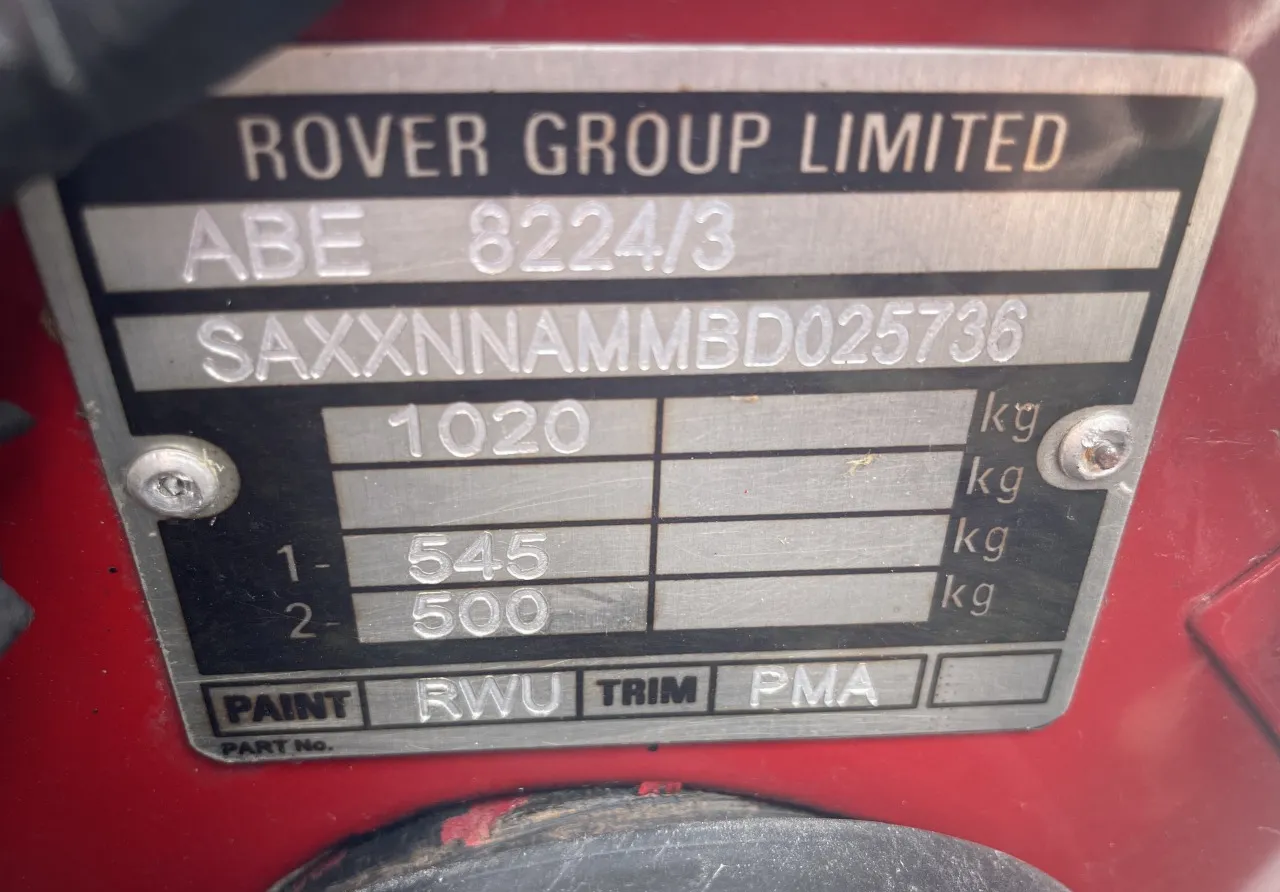 ROVER GROUP LIMITED
ABE 8224/3
SAXXNNAMMBD025736
1020 kg
kg
1- 545 kg
2- 500 kg
PAINT RWU TRIM PMA
PART No.